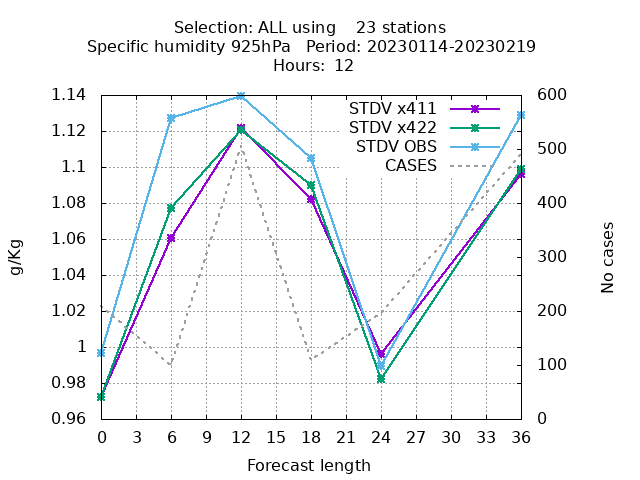 Selection: ALL using    23 stations
Specific humidity 925hPa   Period: 20230114-20230219
Hours:  12
STDV x411
STDV x422
STDV OBS
CASES
1.14
1.12
1.1
1.08
1.06
1.04
1.02
1
0.98
0.96
g/Kg
600
500
400
300
200
100
0
No cases
0 3 6 9 12 15 18 21 24 27 30 33 36
Forecast length